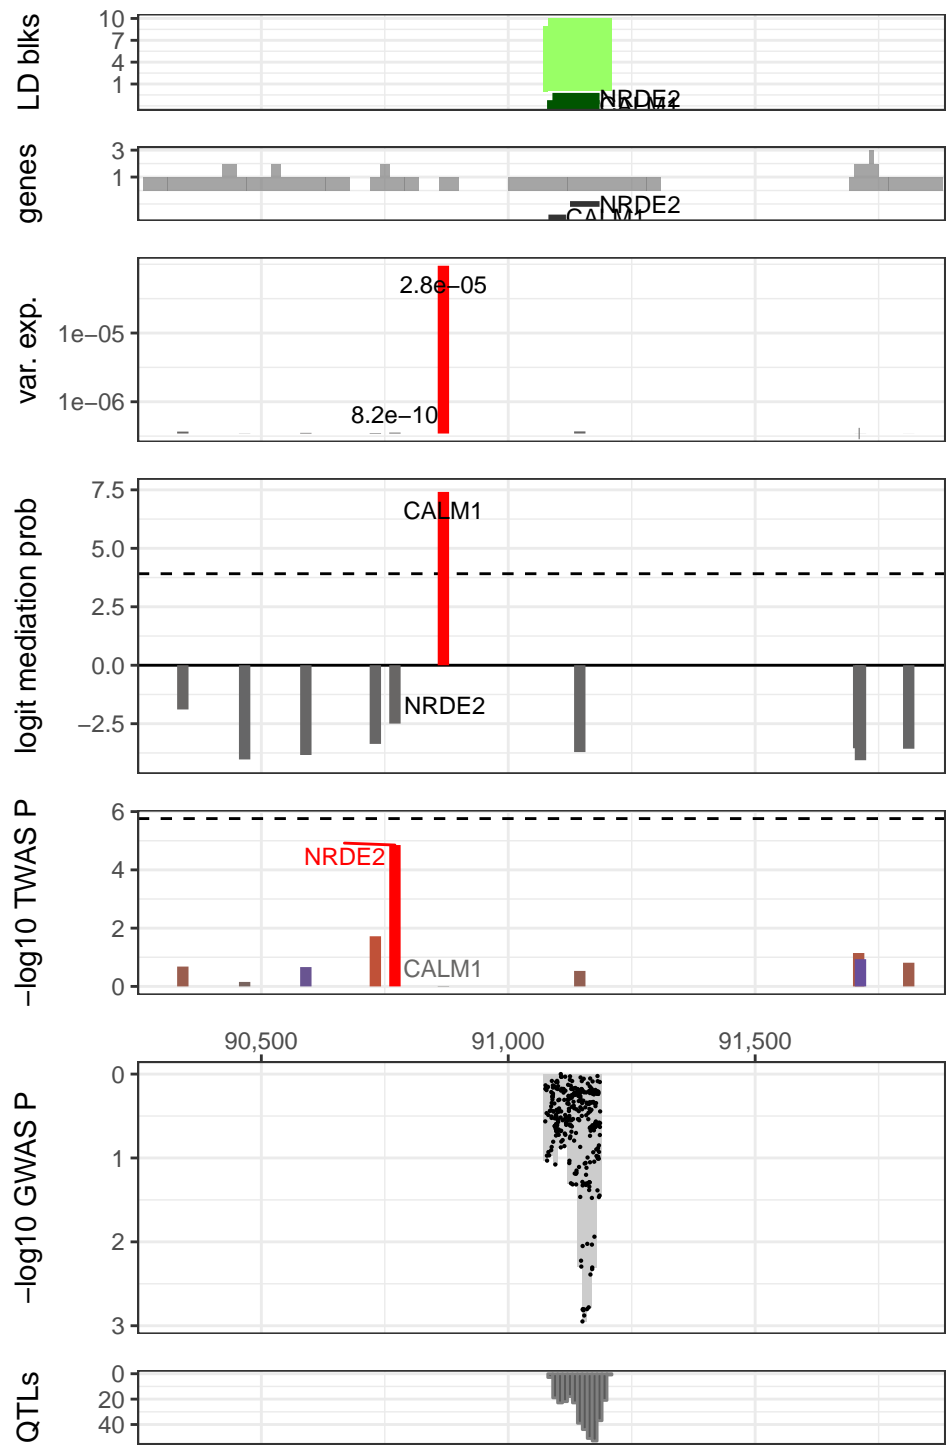 LD blks
10
7
4
1
NRDE2
CALM1
genes
3
1
NRDE2
CALM1
var. exp.
1e−05
1e−06
2.8e−05
8.2e−10
logit mediation prob
7.5
5.0
2.5
0.0
−2.5
CALM1
NRDE2
−log10 TWAS P
6
4
2
0
NRDE2
CALM1
90,500 91,000 91,500
−log10 GWAS P
0
1
2
3
QTLs
0
20
40